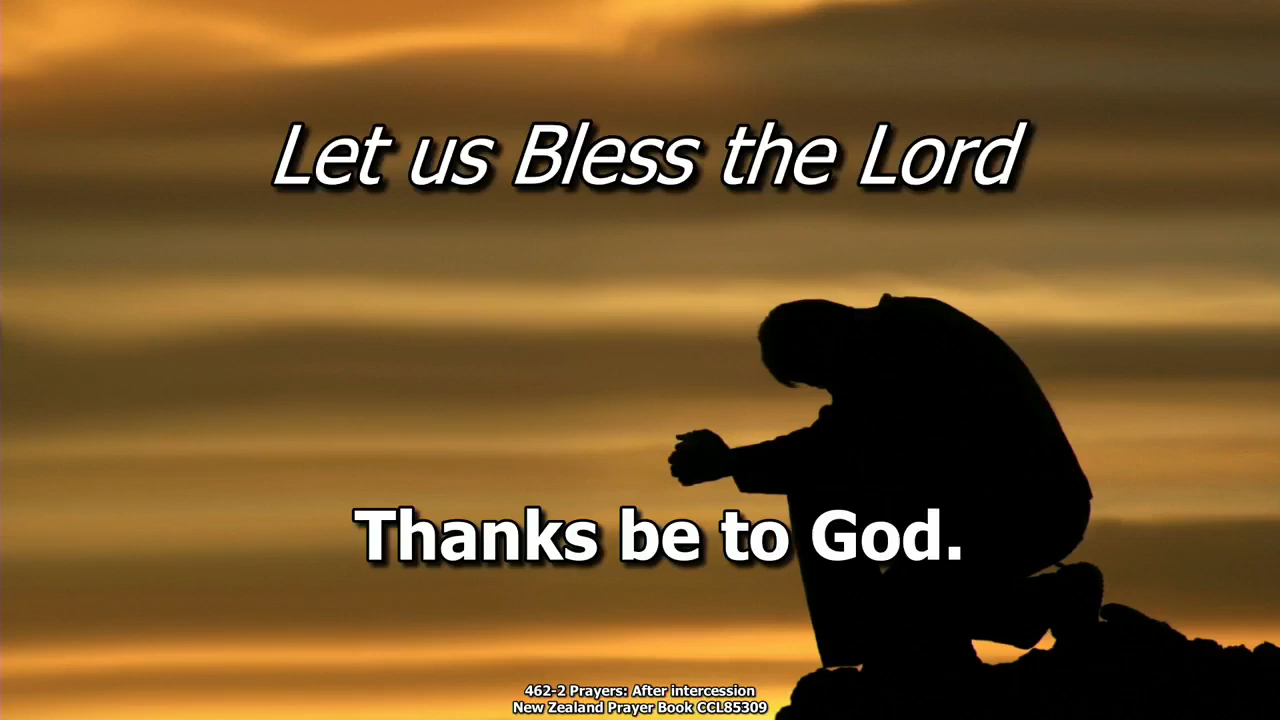 Let us Bless the Lord
Thanks be to God.
462-2 Prayers: After intercession
New Zealand Prayer Book CCL85309